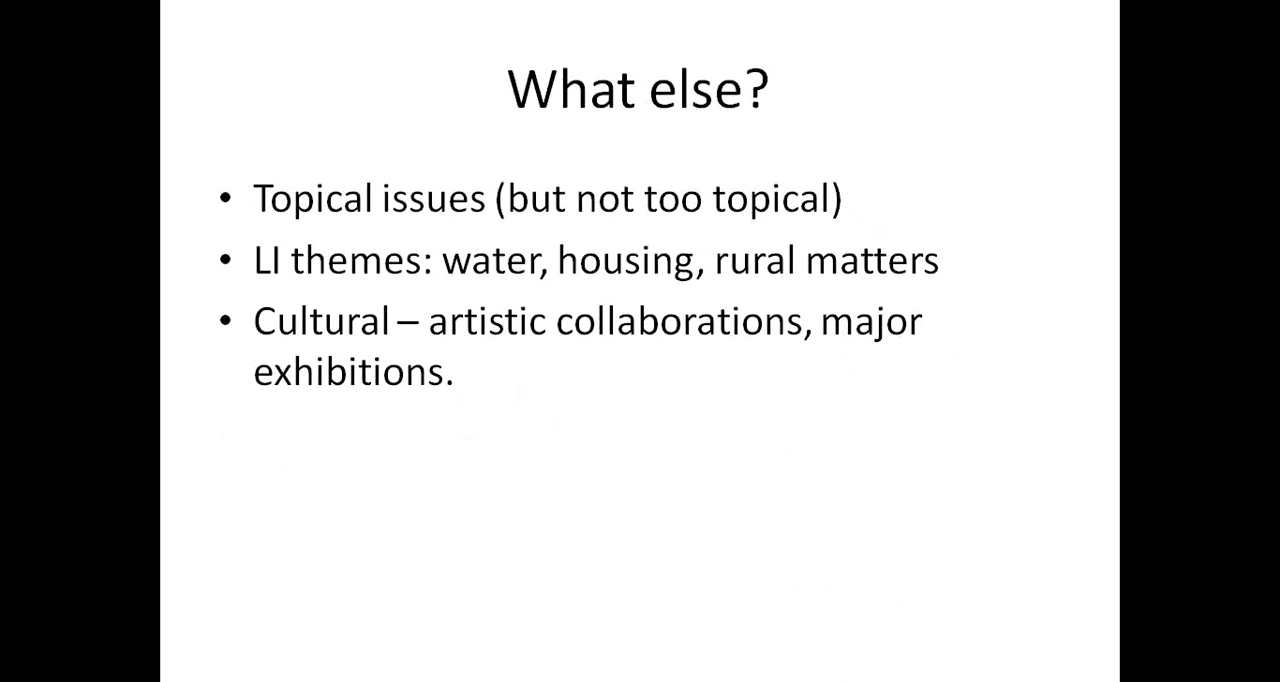 What else?
• Topical issues (but not too topical)
• LI themes: water, housing, rural matters
• Cultural – artistic collaborations, major
exhibitions.